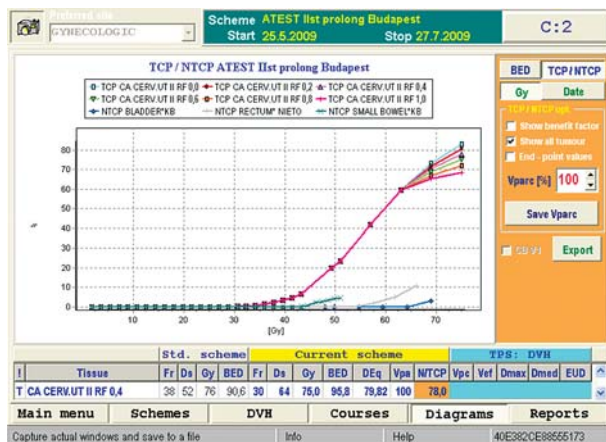 Preferred site
GYNECOLOGIC
Scheme ATEST IIst prolong Budapest
Start 25.5.2009 Stop 27.7.2009
C:2
TCP / NTCP ATEST IIst prolong Budapest
TCP CA CERV.UT II RF 0,0 TCP CA CERV.UT II RF 0,2 TCP CA CERV.UT II RF 0,4
TCP CA CERV.UT II RF 0,6 TCP CA CERV.UT II RF 0,8 TCP CA CERV.UT II RF 1,0
NTCP BLADDER*KB NTCP RECTUM* NIETO NTCP SMALL BOWEL*KB
80
70
60
50
40
30
20
10
0
%
10 20 30 40 50 60 70
[Gy]
BED TCP/NTCP
Gy Date
TCP/NTCP opt.
Show benefit factor
Show all tumour
End - point values
Vparc [%] 100
Save Vparc
CB V1 Export
Std. scheme Current scheme TPS: DVH
! Tissue Fr Ds Gy BED Fr Ds Gy BED DEq Vpa N/TCP Vpc Vef Dmax Dmed EUD
T CA CERV.UT II RF 0,4 38 52 76 90,6 30 64 75,0 95,8 79,82 100 78,0
Main menu Schemes DVH Courses Diagrams Reports
Capture actual windows and save to a file Info Help 40E382CE88555173